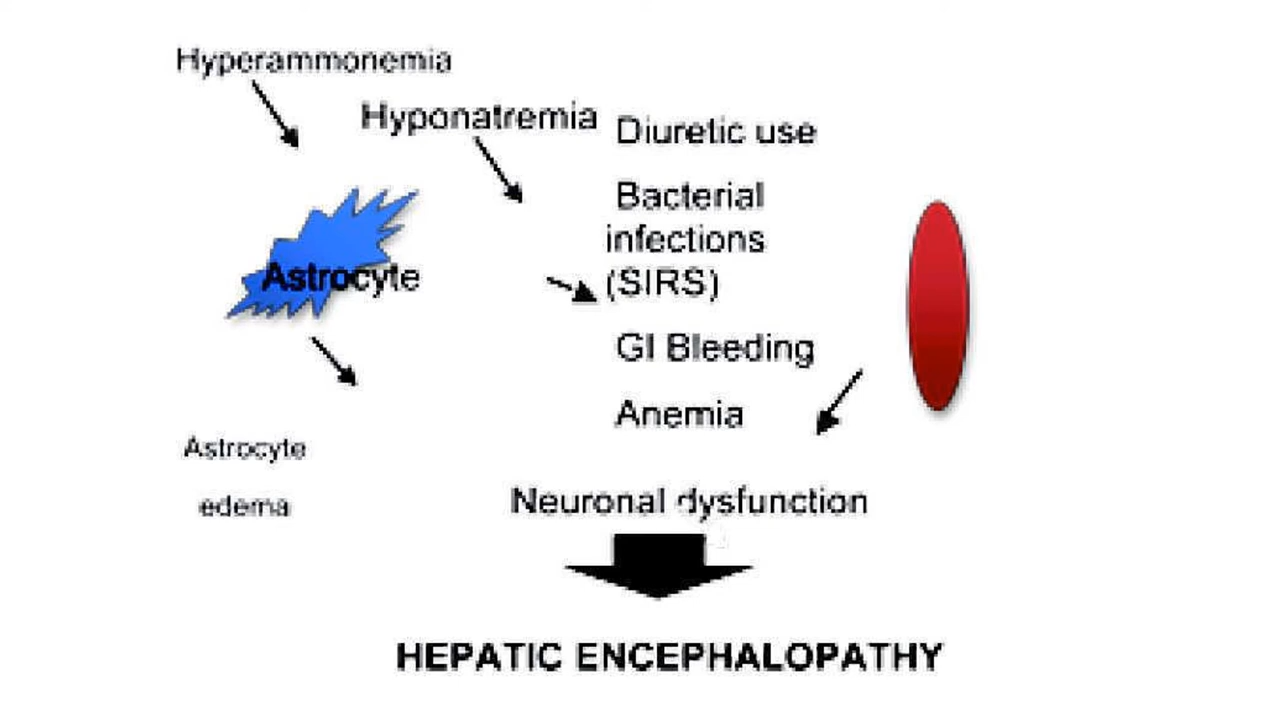 Hyperammonemia
Hyponatremia
Diuretic use
Bacterial
infections
(SIRS)
GI Bleeding
Anemia
Astrocyte
Astrocyte
edema
Neuronal dysfunction
HEPATIC ENCEPHALOPATHY